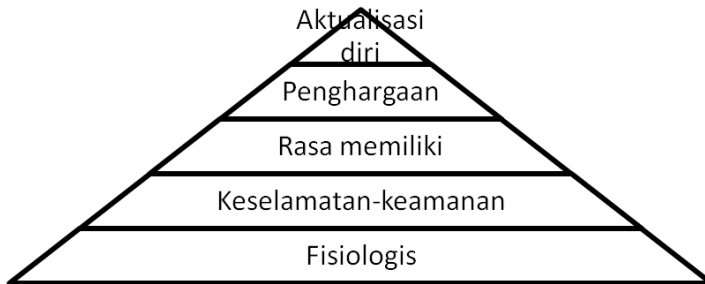 Aktualisasi
diri
Penghargaan
Rasa memiliki
Keselamatan-keamanan
Fisiologis